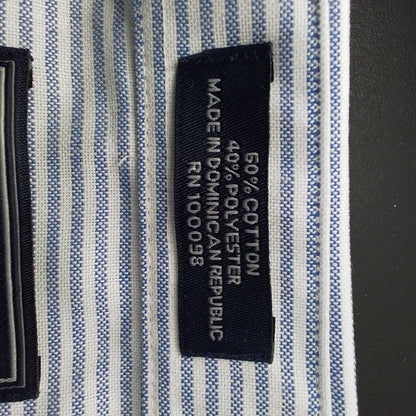 60% COTTON
40% POLYESTER
MADE IN DOMINICAN REPUBLIC
RN 100098